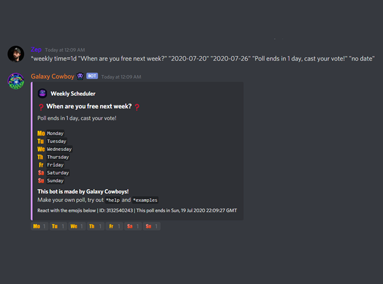 Today at 12:09 AM
*weekly time=1d "When are you free next week?" "2020-07-20" "2020-07-26" "Poll ends in 1 day, cast your vote!" "no date"
Galaxy Cowboy BOT Today at 12:09 AM
Weekly Scheduler
❓ When are you free next week? ❓
Poll ends in 1 day, cast your vote!
Mo Monday
Tu Tuesday
We Wednesday
Th Thursday
Fr Friday
Sa Saturday
Su Sunday
This bot is made by Galaxy Cowboys!
Make your own poll, try out *help and *examples
React with the emojis below | ID: 3132540243 | This poll ends in Sun, 19 Jul 2020 22:09:27 GMT
Mo 1 Tu 1 We 1 Th 1 Fr 1 Sa 1 Su 1